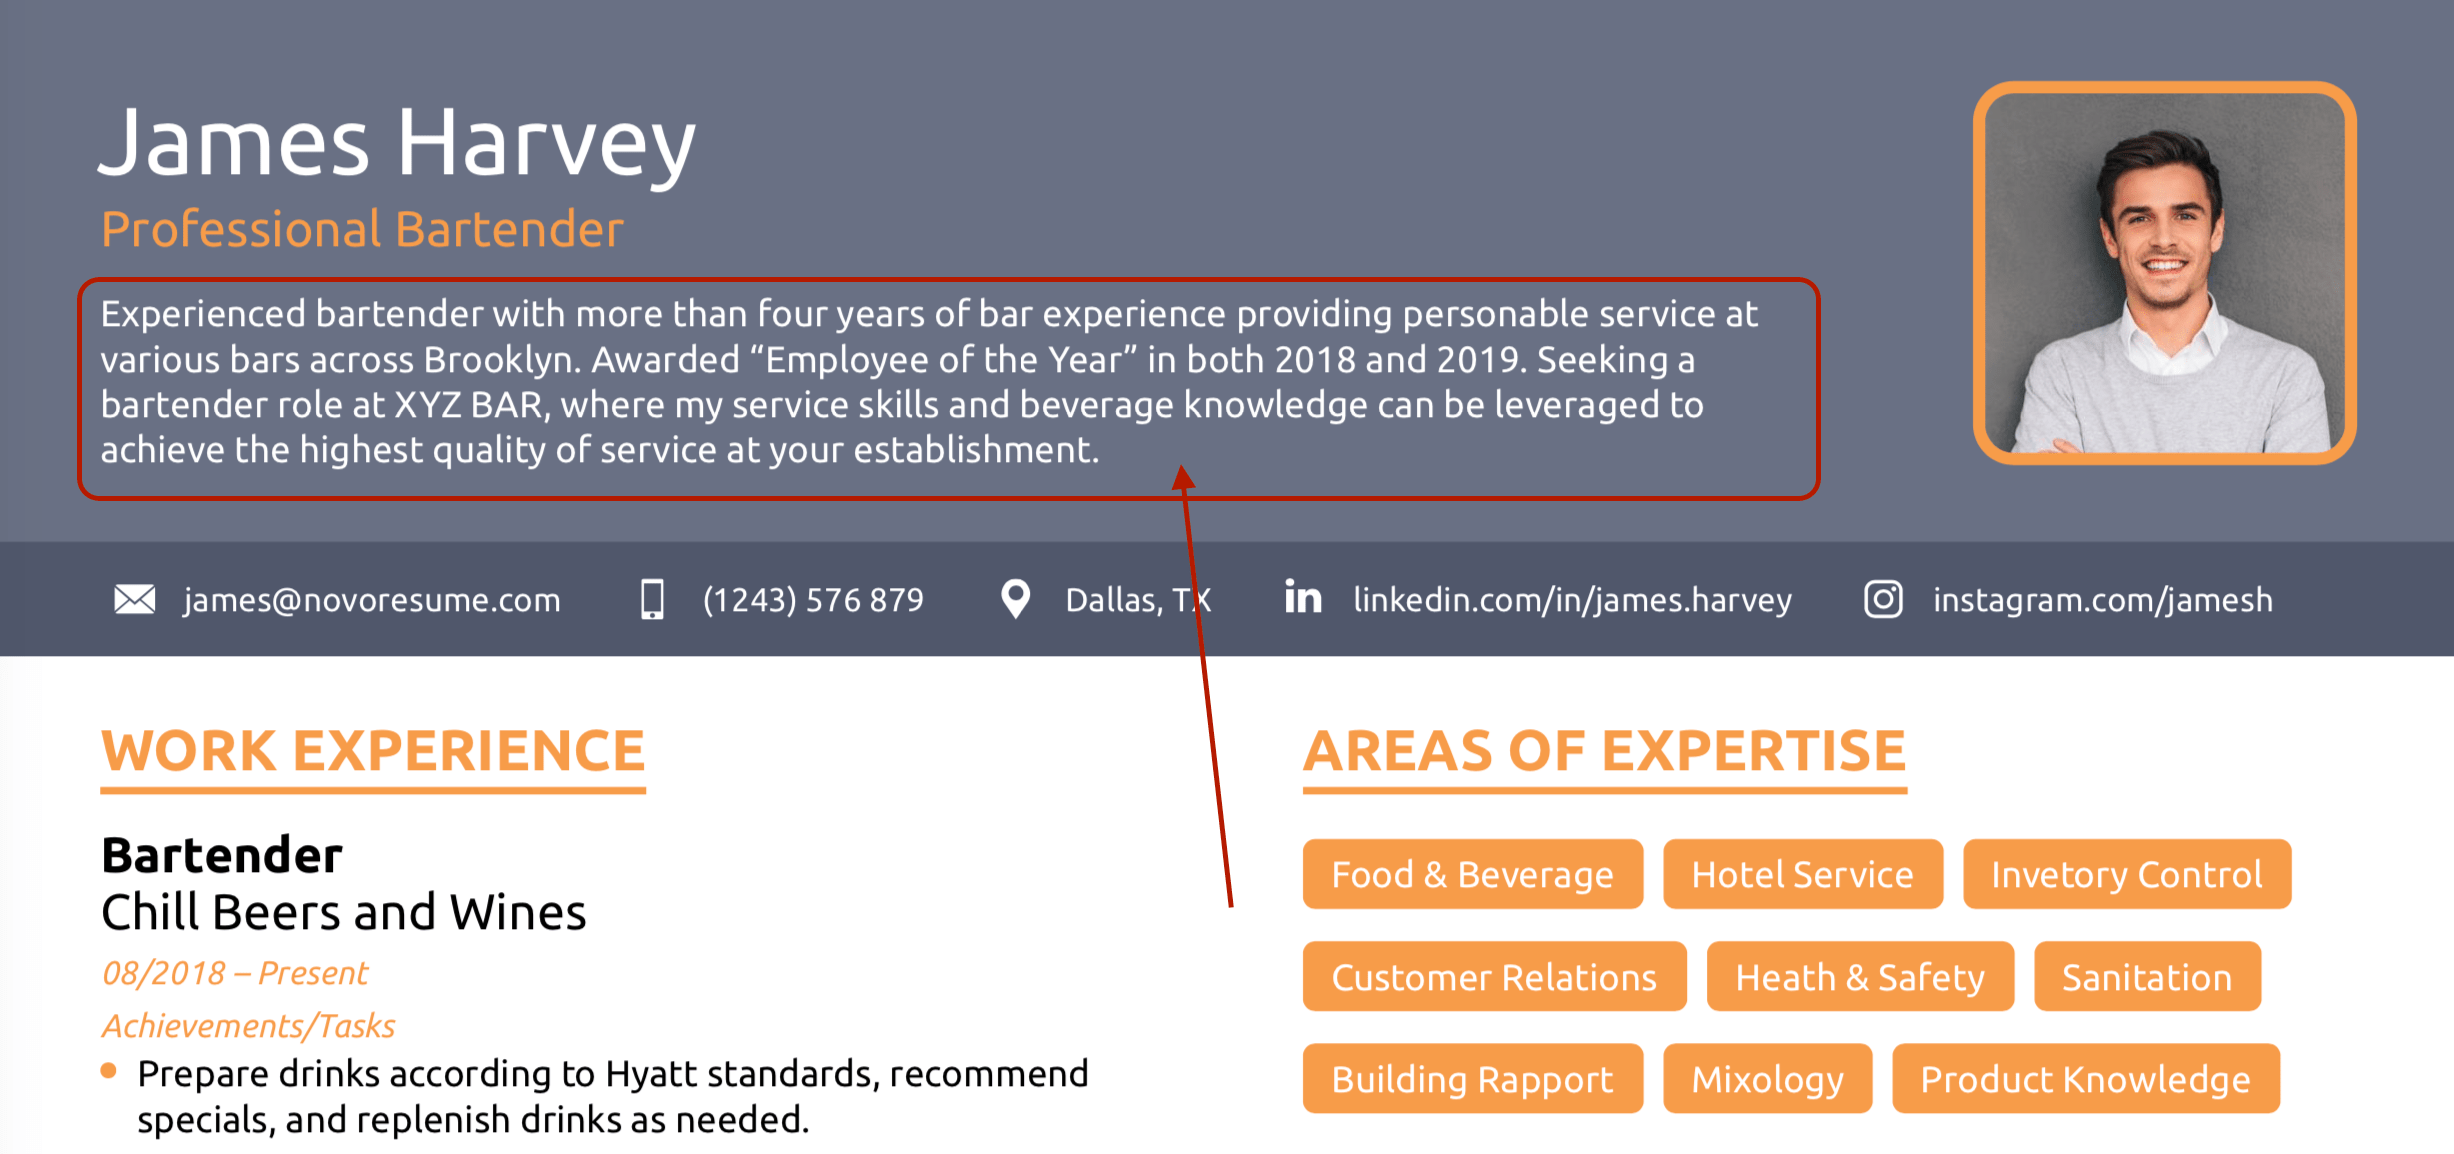 James Harvey
Professional Bartender
Experienced bartender with more than four years of bar experience providing personable service at
various bars across Brooklyn. Awarded “Employee of the Year” in both 2018 and 2019. Seeking a
bartender role at XYZ BAR, where my service skills and beverage knowledge can be leveraged to
achieve the highest quality of service at your establishment.
james@novoresume.com
(1243) 576 879
Dallas, TX
in linkedin.com/in/james.harvey
instagram.com/jamesh
WORK EXPERIENCE
Bartender
Chill Beers and Wines
08/2018 – Present
Achievements/Tasks
Prepare drinks according to Hyatt standards, recommend
specials, and replenish drinks as needed.
AREAS OF EXPERTISE
Food & Beverage
Hotel Service
Invetory Control
Customer Relations
Heath & Safety
Sanitation
Building Rapport
Mixology
Product Knowledge